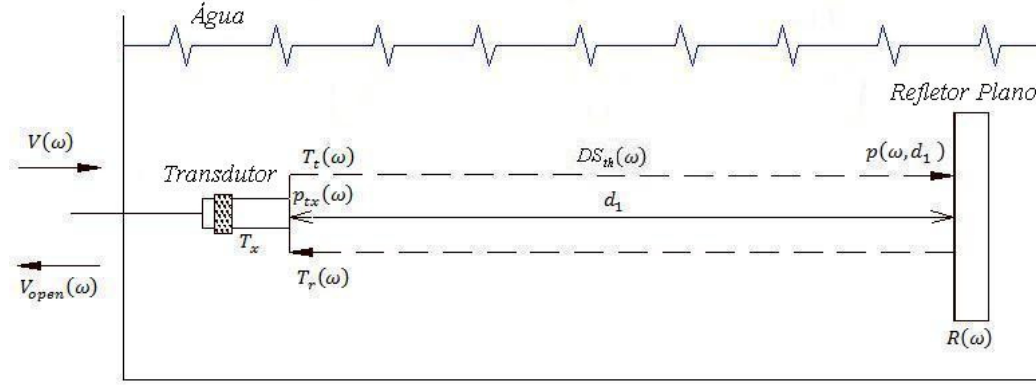 Água
Refletor Plano
V(ω)
T_t(ω)
DS_th(ω)
p(ω, d_1)
Transdutor
p_tx(ω)
d_1
T_x
T_r(ω)
V_open(ω)
R(ω)